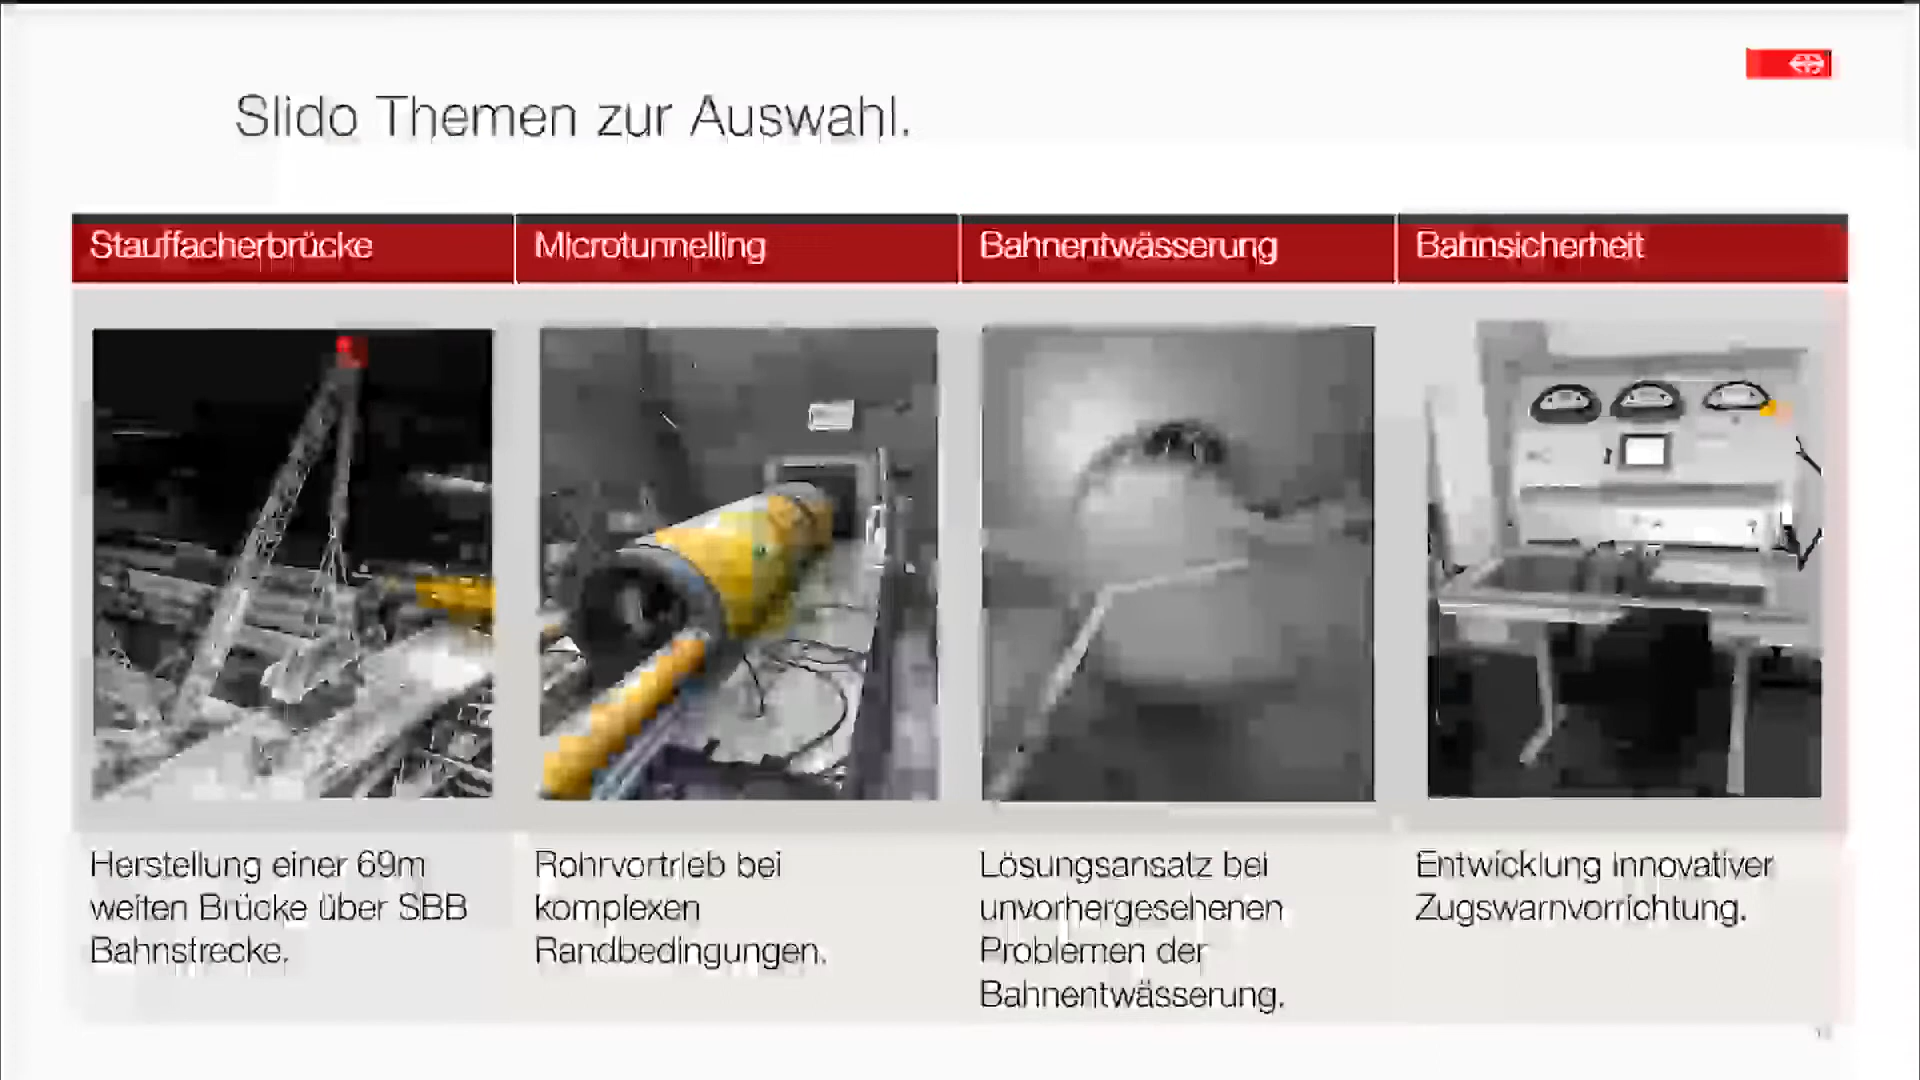 Slido Themen zur Auswahl.
Stauffacherbrücke
Microtunnelling
Bahnentwässerung
Bahnsicherheit
Herstellung einer 69m
weiten Brücke über SBB
Bahnstrecke.
Rohrvortrieb bei
komplexen
Randbedingungen.
Lösungsansatz bei
unvorhergesehenen
Problemen der
Bahnentwässerung.
Entwicklung innovativer
Zugswarnvorrichtung.